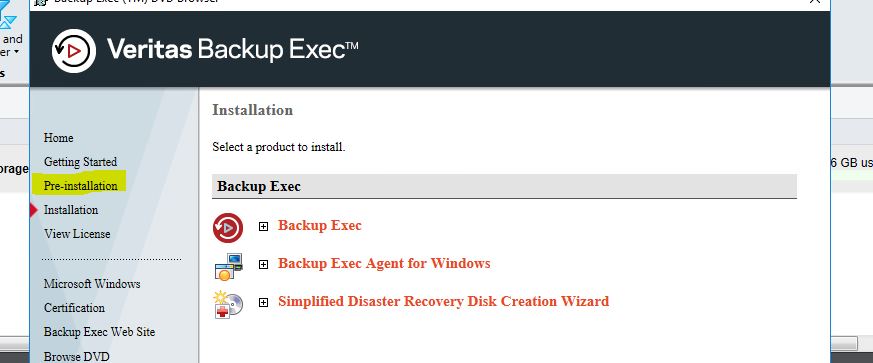 Backup Exec (TM) DVD Browser
and
er
s
Veritas Backup Exec™
Installation
Select a product to install.
Home
Getting Started
Pre-installation
Installation
View License
Backup Exec
Backup Exec
Backup Exec Agent for Windows
Simplified Disaster Recovery Disk Creation Wizard
orage
6 GB us
Microsoft Windows
Certification
Backup Exec Web Site
Browse DVD